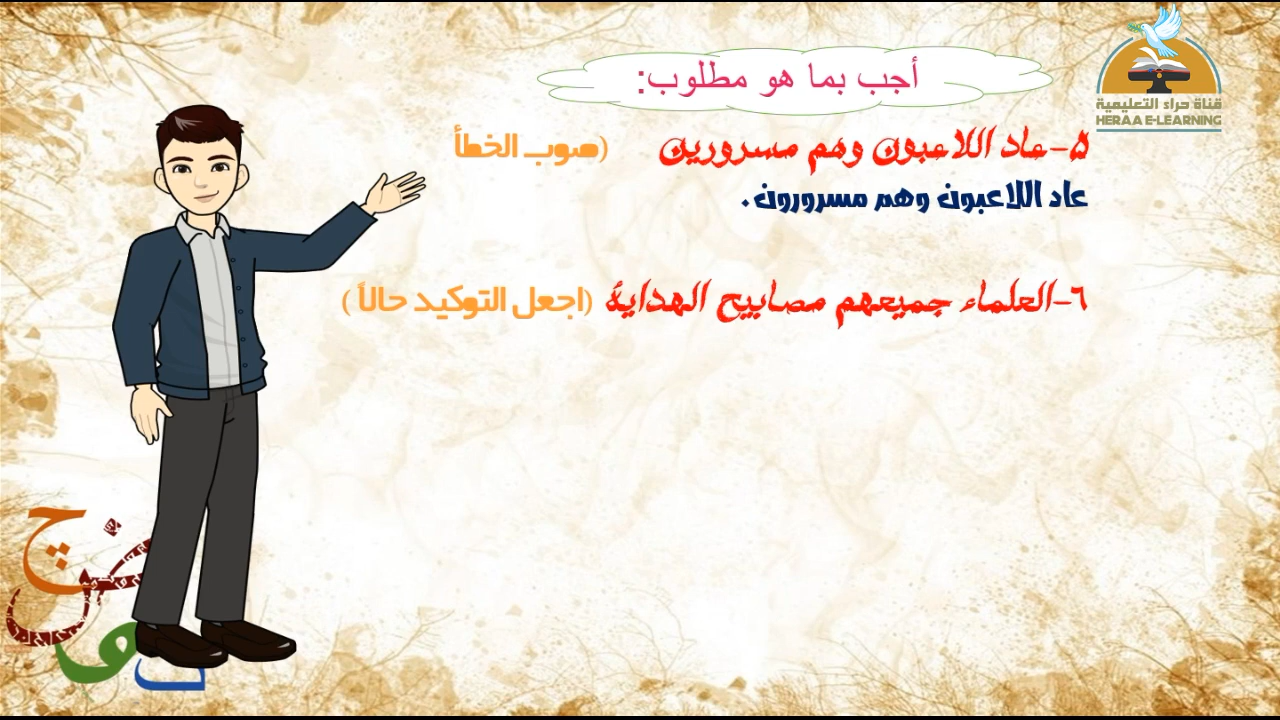 أجب بما هو مطلوب:
قناة حراء التعليمية
HERAA E-LEARNING
٥-عاد اللاعبون وهم مسرورين (صوب الخطأ
عاد اللاعبون وهم مسرورون.
٦-العلماء جميعهم مصابيح الهداية (اجعل التوكيد حالاً )